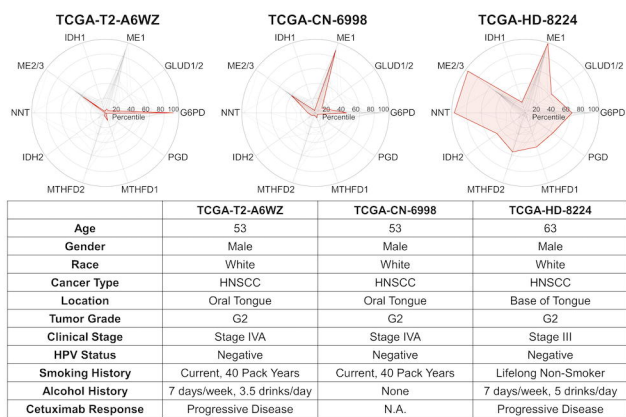 TCGA-T2-A6WZ TCGA-CN-6998 TCGA-HD-8224
IDH1 ME1 IDH1 ME1 IDH1 ME1
ME2/3 GLUD1/2 ME2/3 GLUD1/2 ME2/3 GLUD1/2
NNT 20 40 60 80 100 G6PD NNT 20 40 60 80 100 G6PD NNT 20 40 60 80 100 G6PD
Percentile Percentile Percentile
IDH2 PGD IDH2 PGD IDH2 PGD
MTHFD2 MTHFD1 MTHFD2 MTHFD1 MTHFD2 MTHFD1
TCGA-T2-A6WZ TCGA-CN-6998 TCGA-HD-8224
Age 53 53 63
Gender Male Male Male
Race White White White
Cancer Type HNSCC HNSCC HNSCC
Location Oral Tongue Oral Tongue Base of Tongue
Tumor Grade G2 G2 G2
Clinical Stage Stage IVA Stage IVA Stage III
HPV Status Negative Negative Negative
Smoking History Current, 40 Pack Years Current, 40 Pack Years Lifelong Non-Smoker
Alcohol History 7 days/week, 3.5 drinks/day None 7 days/week, 5 drinks/day
Cetuximab Response Progressive Disease N.A. Progressive Disease